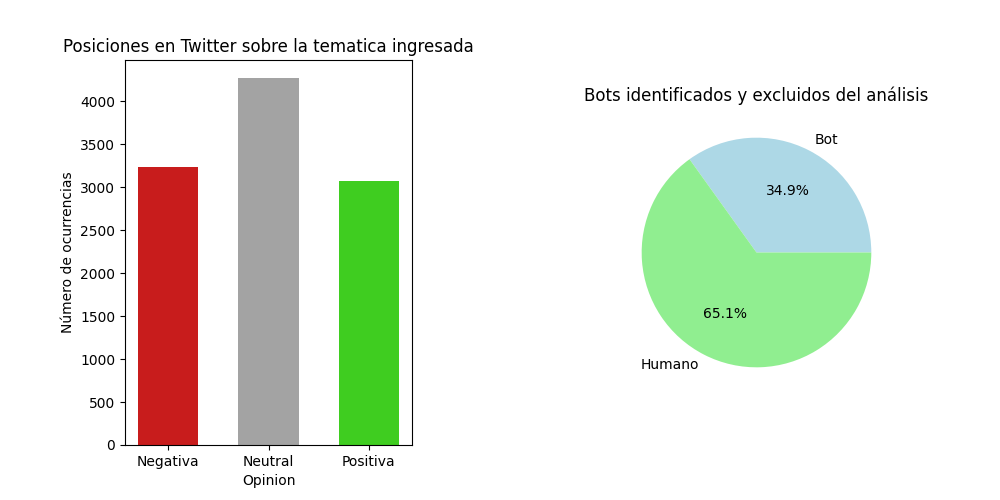 Posiciones en Twitter sobre la tematica ingresada
Número de ocurrencias
4000
3500
3000
2500
2000
1500
1000
500
0
Negativa
Neutral
Positiva
Opinion
Bots identificados y excluidos del análisis
Bot
34.9%
65.1%
Humano